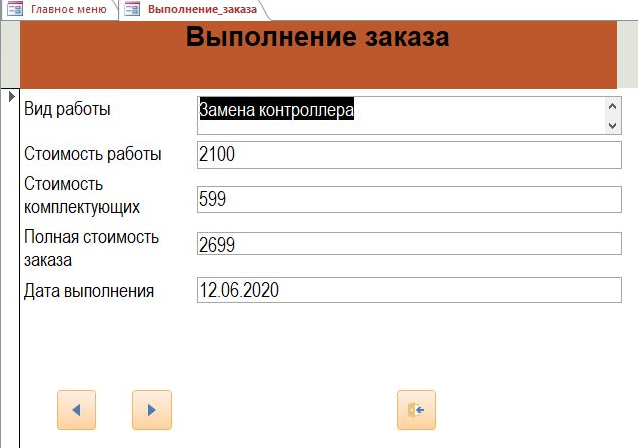 Главное меню
Выполнение_заказа
Выполнение заказа
Вид работы
Замена контроллера
Стоимость работы
2100
Стоимость
комплектующих
599
Полная стоимость
заказа
2699
Дата выполнения
12.06.2020